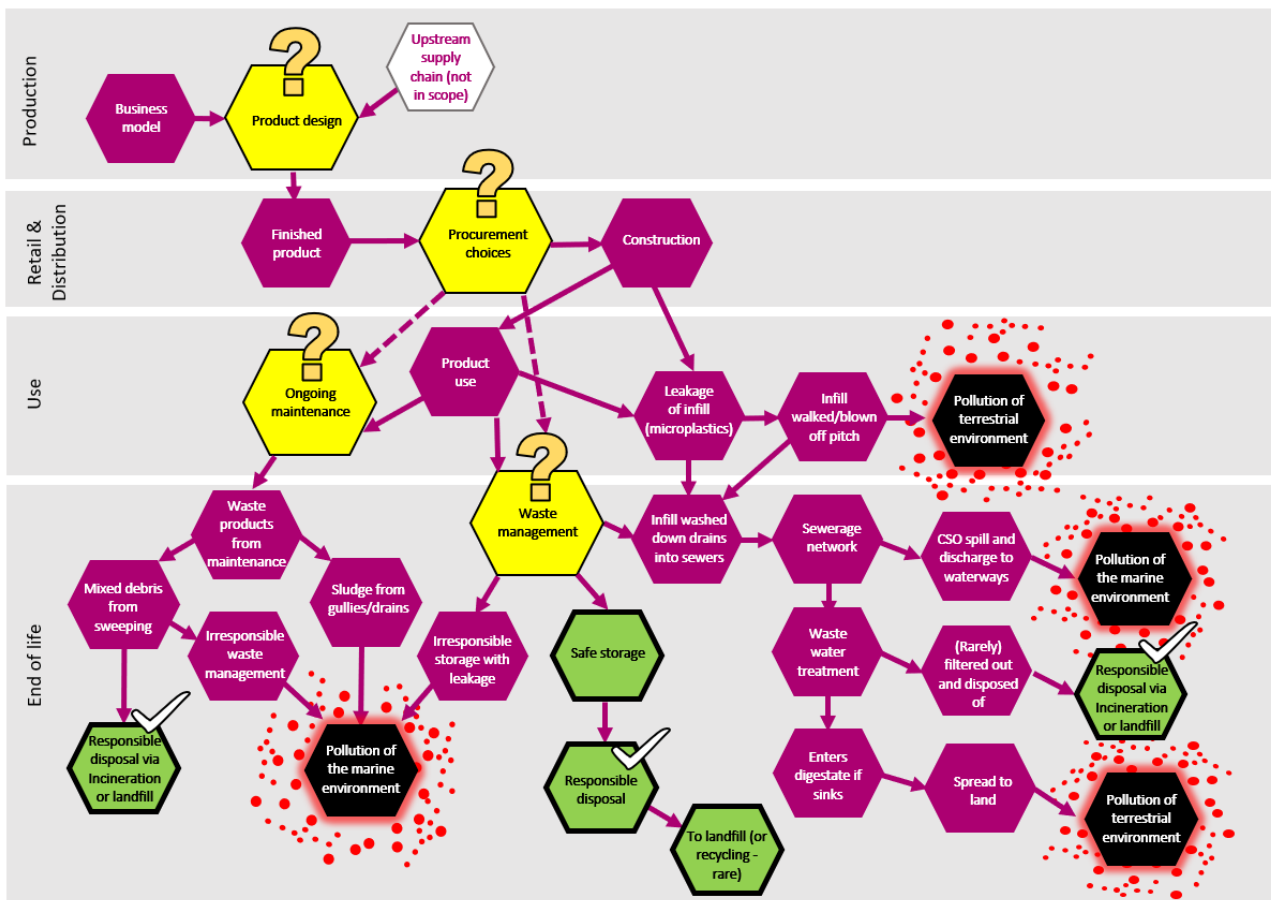 Production
Business
model
?
Product design
Upstream
supply
chain (not
in scope)
Retail &
Distribution
Finished
product
?
Procurement
choices
Construction
Use
?
Ongoing
maintenance
Product
use
Leakage
of infill
(microplastics)
Infill
walked/blown
off pitch
Pollution of
terrestrial
environment
End of life
Waste
products
from
maintenance
?
Waste
management
Infill washed
down drains
into sewers
Sewerage
network
CSO spill and
discharge to
waterways
Pollution of
the marine
environment
Mixed debris
from
sweeping
Irresponsible
waste
management
Sludge from
gullies/drains
Irresponsible
storage with
leakage
Safe storage
Waste
water
treatment
(Rarely)
filtered out
and disposed
of
Responsible
disposal via
Incineration
or landfill
Responsible
disposal via
Incineration
or landfill
Pollution of
the marine
environment
Responsible
disposal
To landfill (or
recycling -
rare)
Enters
digestate if
sinks
Spread to
land
Pollution of
terrestrial
environment